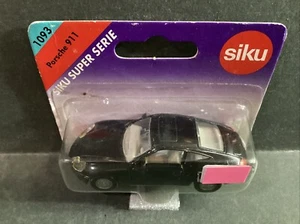 1093
Porsche 911
SIKU SUPER SERIE
siku